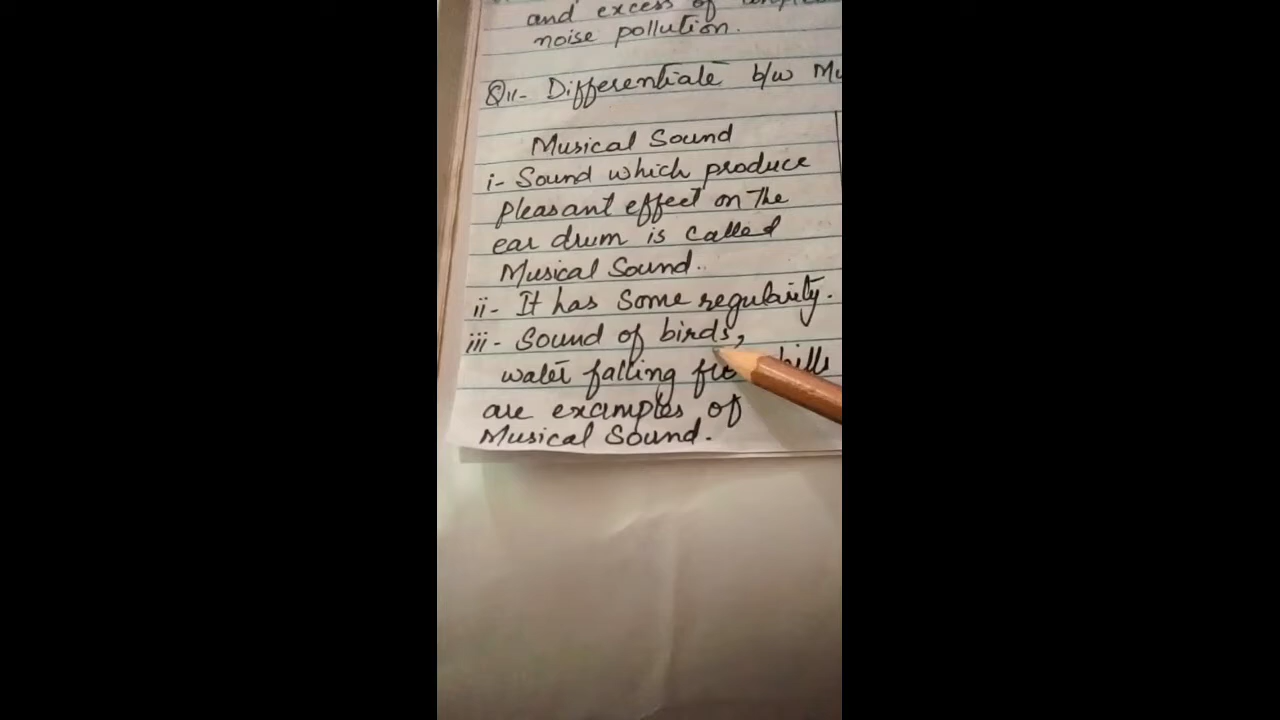 and excess of
noise pollution.
Q11- Differentiate b/w Mu
Musical Sound
i- Sound which produce
pleasant effect on the
ear drum is called
Musical Sound.
ii- It has some regularity.
iii- Sound of birds,
water falling hills
are examples of
Musical Sound.